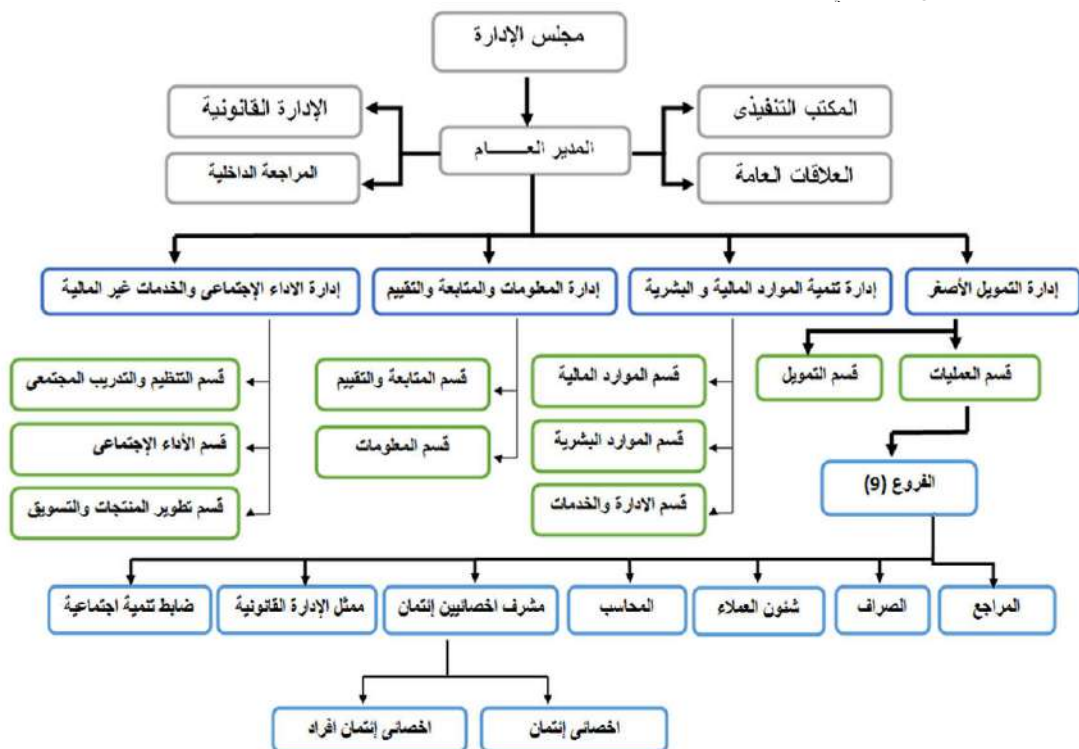 مجلس الإدارة
المكتب التنفيذى
الإدارة القانونية
المدير العـــــام
العلاقات العامة
المراجعة الداخلية
إدارة التمويل الأصغر
إدارة تنمية الموارد المالية و البشرية
إدارة المعلومات والمتابعة والتقييم
إدارة الاداء الإجتماعى والخدمات غير المالية
قسم العمليات
قسم التمويل
قسم الموارد المالية
قسم المتابعة والتقييم
قسم التنظيم والتدريب المجتمعى
قسم الموارد البشرية
قسم المعلومات
قسم الأداء الإجتماعى
الفروع (9)
قسم الادارة والخدمات
قسم تطوير المنتجات والتسويق
المراجع
الصراف
شئون العملاء
المحاسب
مشرف اخصائيين إنتمان
ممثل الإدارة القانونية
ضابط تنمية اجتماعية
اخصائى إنتمان
اخصائى إنتمان افراد